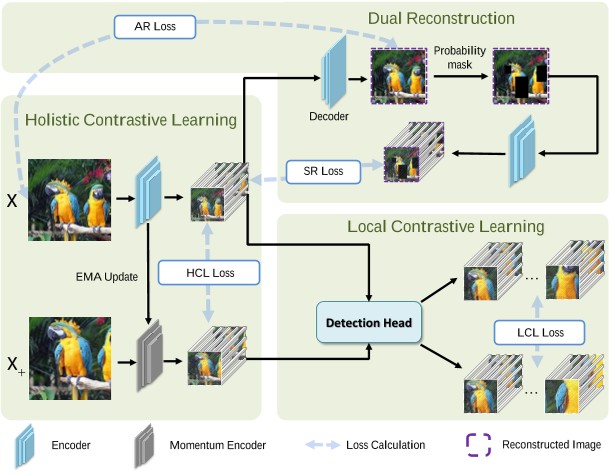 AR Loss
Dual Reconstruction
Probability
mask
Decoder
Holistic Contrastive Learning
SR Loss
X
Local Contrastive Learning
EMA Update
HCL Loss
Detection Head
LCL Loss
X+
Encoder
Momentum Encoder
Loss Calculation
Reconstructed Image